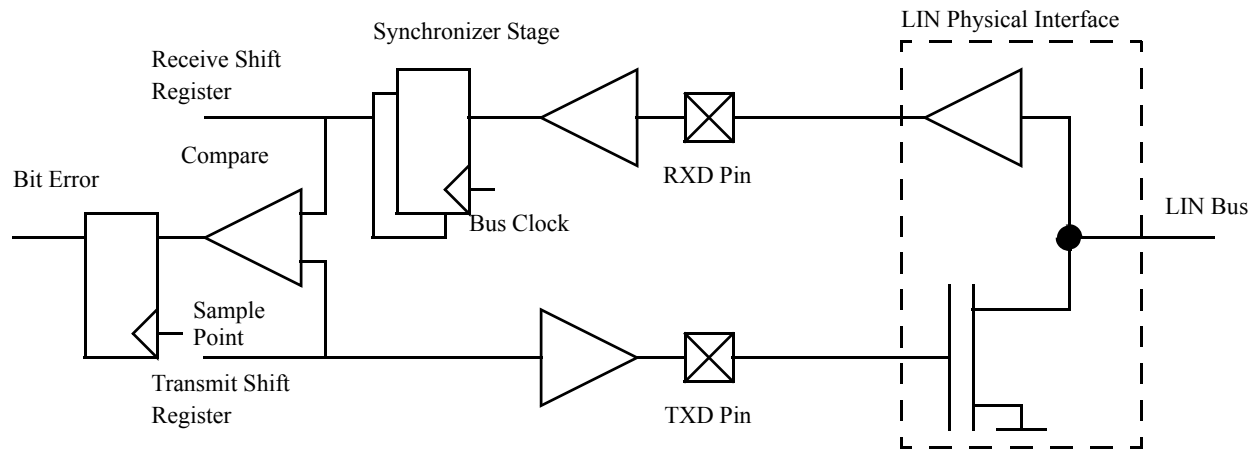 LIN Physical Interface
Synchronizer Stage
Receive Shift
Register
Compare
RXD Pin
Bit Error
Bus Clock
LIN Bus
Sample
Point
Transmit Shift
Register
TXD Pin